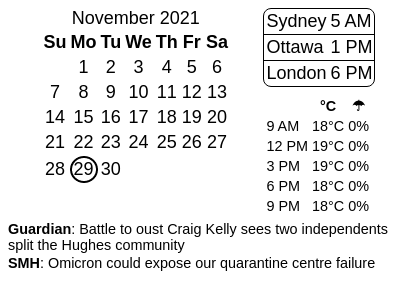 November 2021
Su Mo Tu We Th Fr Sa
1 2 3 4 5 6
7 8 9 10 11 12 13
14 15 16 17 18 19 20
21 22 23 24 25 26 27
28 29 30
Sydney 5 AM
Ottawa 1 PM
London 6 PM
°C ☂
9 AM 18°C 0%
12 PM 19°C 0%
3 PM 19°C 0%
6 PM 18°C 0%
9 PM 18°C 0%
Guardian: Battle to oust Craig Kelly sees two independents
split the Hughes community
SMH: Omicron could expose our quarantine centre failure